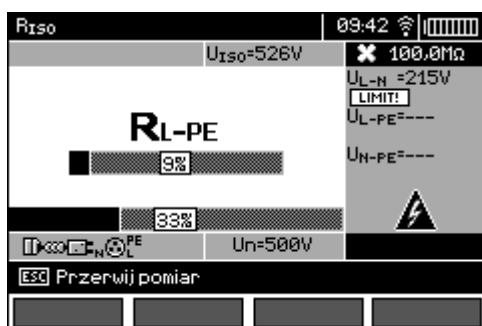 RISO 09:42
UISO=526V ✖ 100,0MΩ
UL-N =215V
LIMIT!
UL-PE=---
RL-PE
UN-PE=---
9%
33%
N PE L Un=500V
ESC Przerwij pomiar